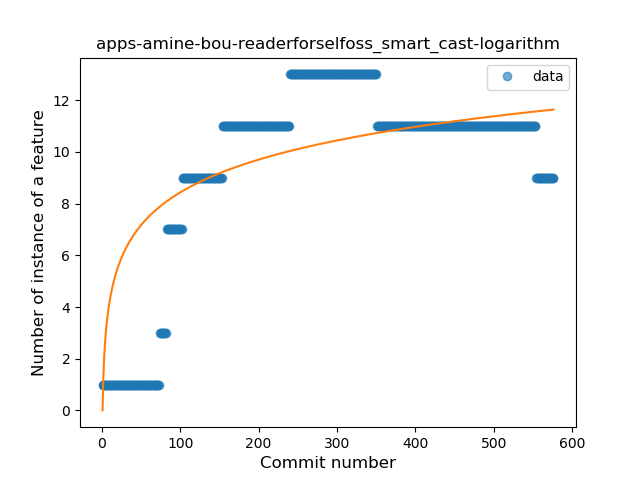 apps-amine-bou-readerforselfoss_smart_cast-logarithm
data
Number of instance of a feature
12
10
8
6
4
2
0
0 100 200 300 400 500 600
Commit number